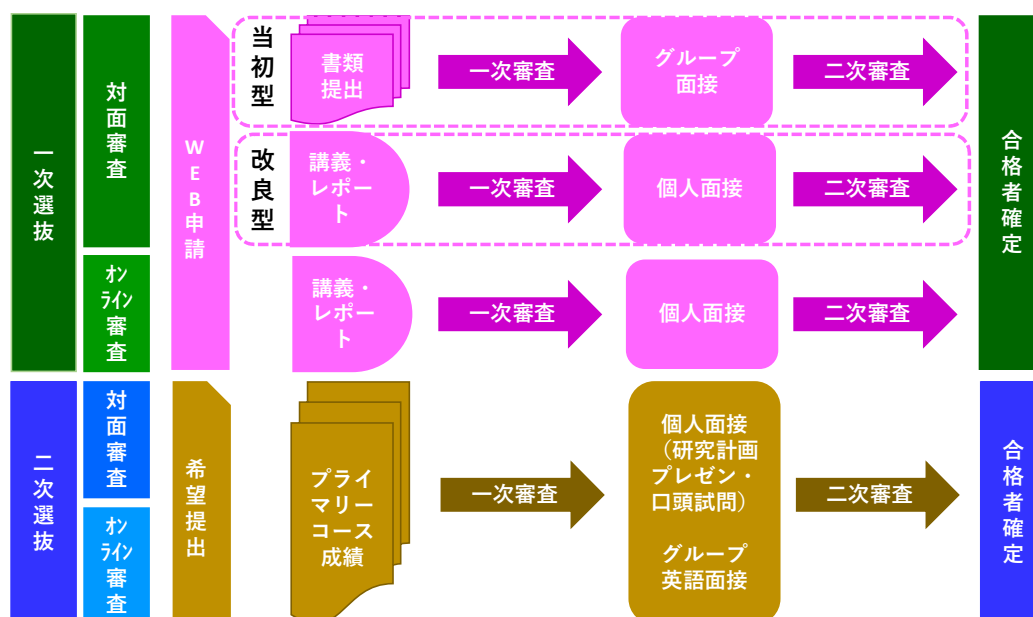 一次選抜
対面審査
オンライン審査
WEB申請
当初型
書類
提出
一次審査
グループ
面接
二次審査
改良型
講義・
レポー
ト
一次審査
個人面接
二次審査
講義・
レポー
ト
一次審査
個人面接
二次審査
合格者確定
二次選抜
対面審査
オンライン審査
希望提出
プライ
マリー
コース
成績
一次審査
個人面接
（研究計画
プレゼン・
口頭試問）
グループ
英語面接
二次審査
合格者確定